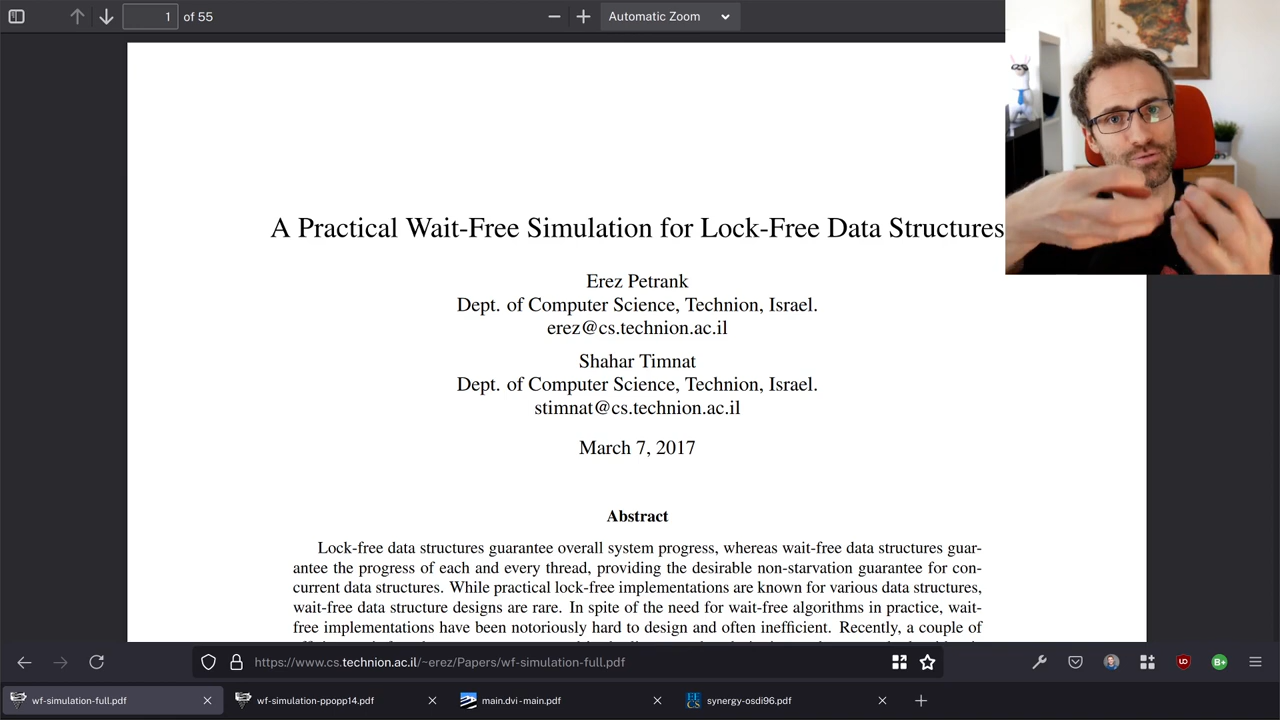 1 of 55
Automatic Zoom
A Practical Wait-Free Simulation for Lock-Free Data Structures
Erez Petrank
Dept. of Computer Science, Technion, Israel.
erez@cs.technion.ac.il
Shahar Timnat
Dept. of Computer Science, Technion, Israel.
stimnat@cs.technion.ac.il
March 7, 2017
Abstract
Lock-free data structures guarantee overall system progress, whereas wait-free data structures guar-
antee the progress of each and every thread, providing the desirable non-starvation guarantee for con-
current data structures. While practical lock-free implementations are known for various data structures,
wait-free data structure designs are rare. In spite of the need for wait-free algorithms in practice, wait-
free implementations have been notoriously hard to design and often inefficient. Recently, a couple of
https://www.cs.technion.ac.il/~erez/Papers/wf-simulation-full.pdf
wf-simulation-full.pdf
wf-simulation-ppopp14.pdf
main.dvi - main.pdf
synergy-osdi96.pdf